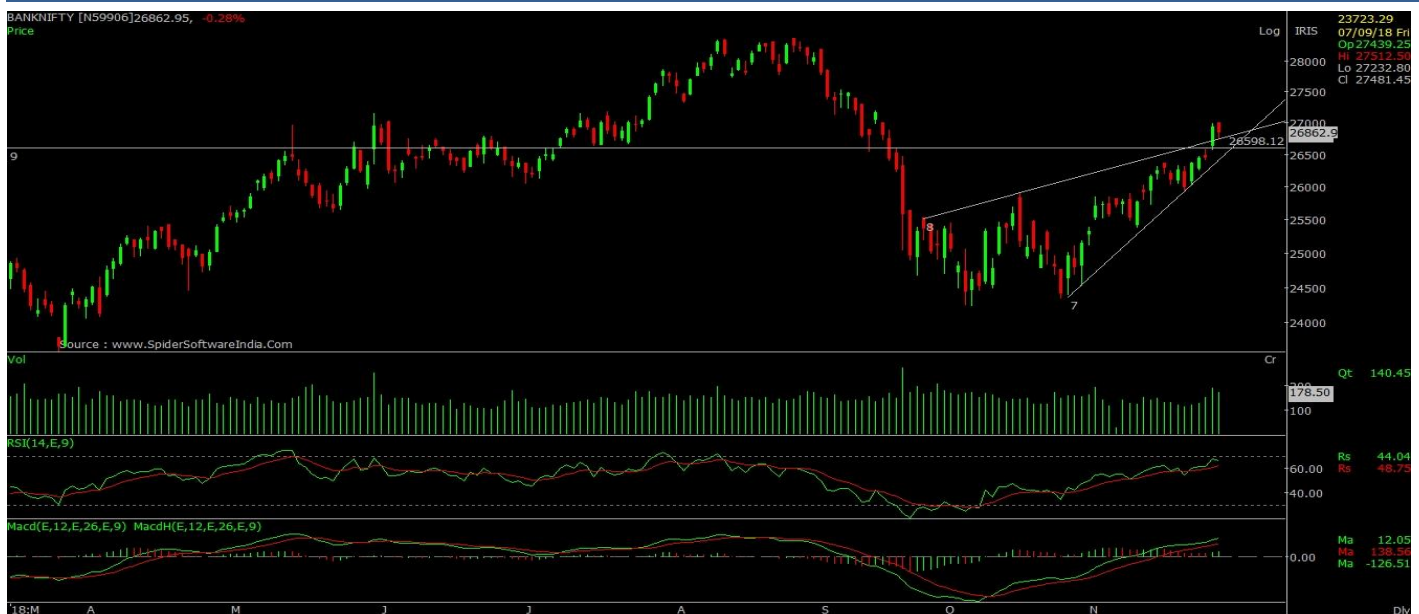 BANKNIFTY [N59906]26862.95, -0.28%
Price
Log
IRIS
23723.29
07/09/18 Fri
Op27439.25
Hi 27512.50
Lo 27232.80
Cl 27481.45
28000
27500
27000
26862.9
26598.12
9
26500
26000
25500
8
25000
24500
7
24000
Source : www.SpiderSoftwareIndia.Com
Vol
Cr
Qt 140.45
178.50
100
RSI(14,E,9)
60.00
40.00
Rs 44.04
Rs 48.75
Macd(E,12,E,26,E,9) MacdH(E,12,E,26,E,9)
0.00
Ma 12.05
Ma 138.56
Ma -126.51
'18:M A M J J A S O N Dly